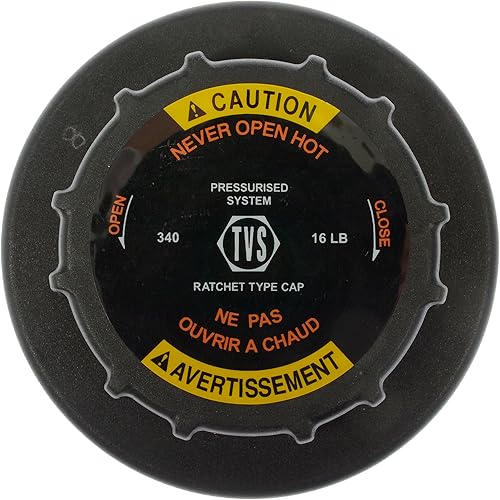 CAUTION
NEVER OPEN HOT
PRESSURISED
SYSTEM
OPEN
CLOSE
340
TVS
16 LB
RATCHET TYPE CAP
NE PAS
OUVRIR A CHAUD
AVERTISSEMENT